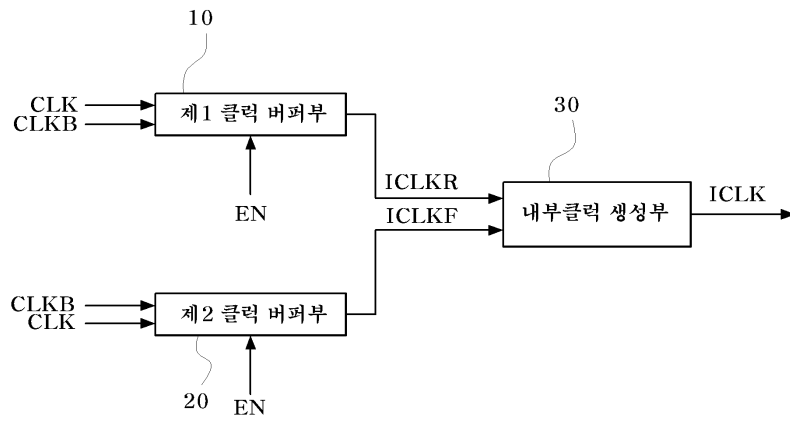 10
CLK
CLKB
제1 클럭 버퍼부
EN
30
ICLKR
ICLKF
내부클럭 생성부
ICLK
CLKB
CLK
제2 클럭 버퍼부
20
EN